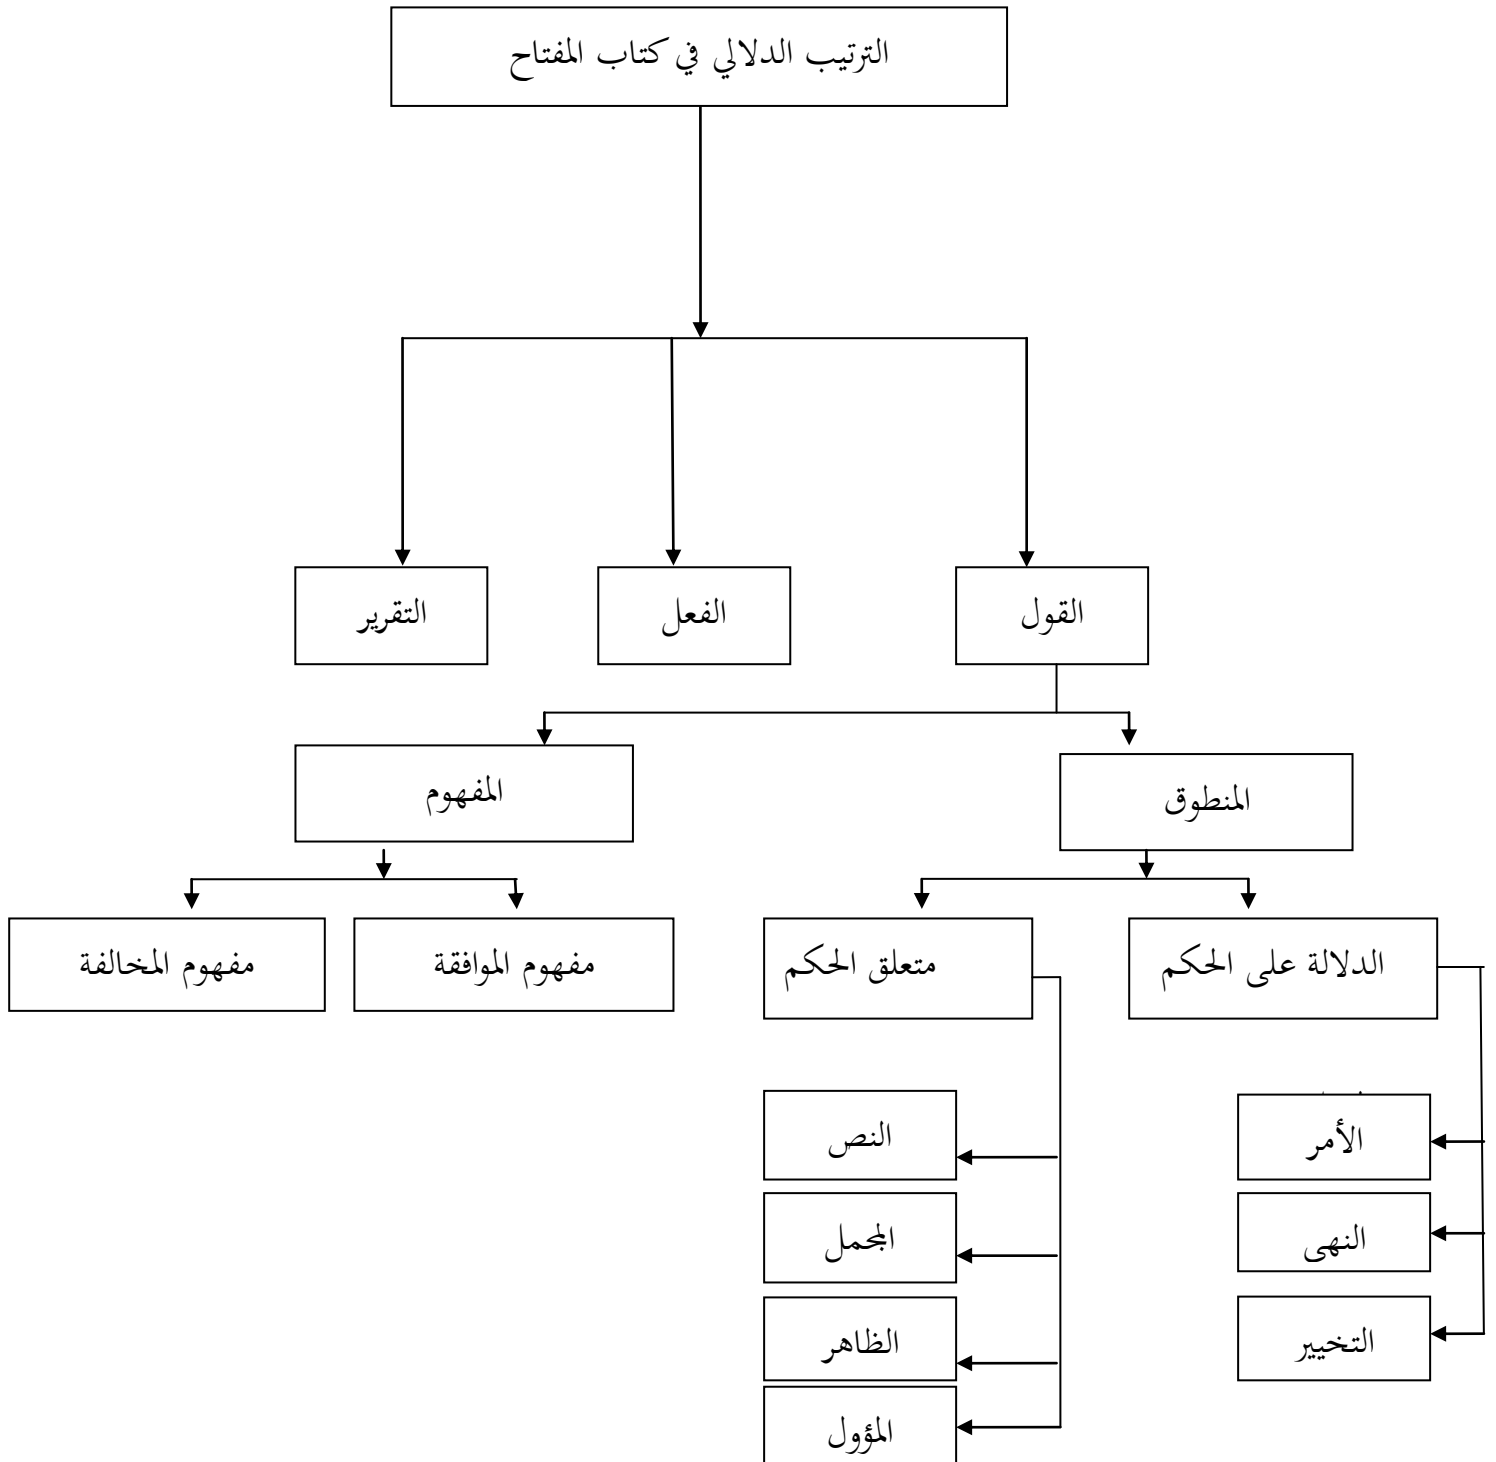 الترتيب الدلالي في كتاب المفتاح
القول
الفعل
التقرير
المنطوق
المفهوم
الدلالة على الحكم
متعلق الحكم
مفهوم الموافقة
مفهوم المخالفة
الأمر
النهى
التخيير
النص
المجمل
الظاهر
المؤول